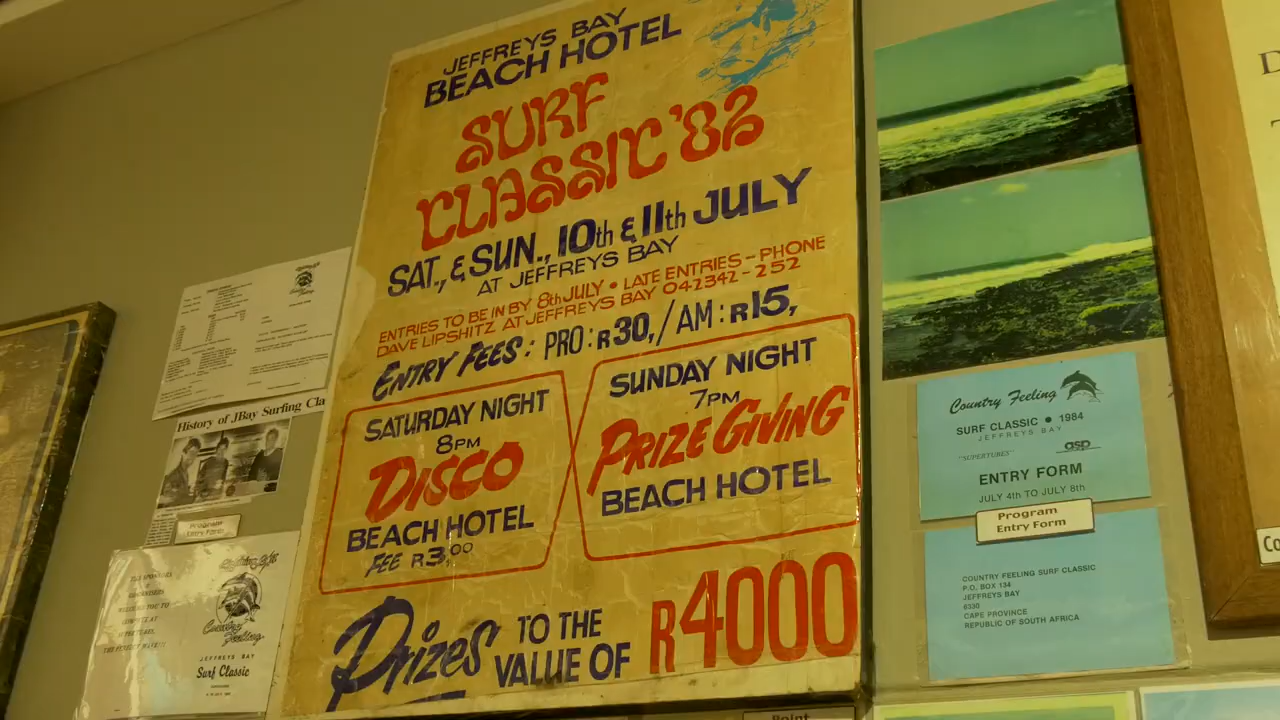 JEFFREYS BAY
BEACH HOTEL
SURF
CLASSIC '82
SAT., & SUN., 10th & 11th JULY
AT JEFFREYS BAY
ENTRIES TO BE IN BY 8th JULY • LATE ENTRIES - PHONE
DAVE LIPSHITZ AT JEFFREYS BAY 042342-252
ENTRY FEES: PRO: R30,/AM: R15,
SATURDAY NIGHT
8PM
DISCO
BEACH HOTEL
FEE R3,00
SUNDAY NIGHT
7PM
PRIZE GIVING
BEACH HOTEL
Prizes TO THE
VALUE OF R4000
History of JBay Surfing Cla
Program
Entry Form
Country Feeling
JEFFREYS BAY
Surf Classic
Country Feeling
SURF CLASSIC • 1984
JEFFREYS BAY
"SUPERTUBES" asp
ENTRY FORM
JULY 4th TO JULY 8th
Program
Entry Form
COUNTRY FEELING SURF CLASSIC
P.O. BOX 134
JEFFREYS BAY
6330
CAPE PROVINCE
REPUBLIC OF SOUTH AFRICA
D
Co
Point